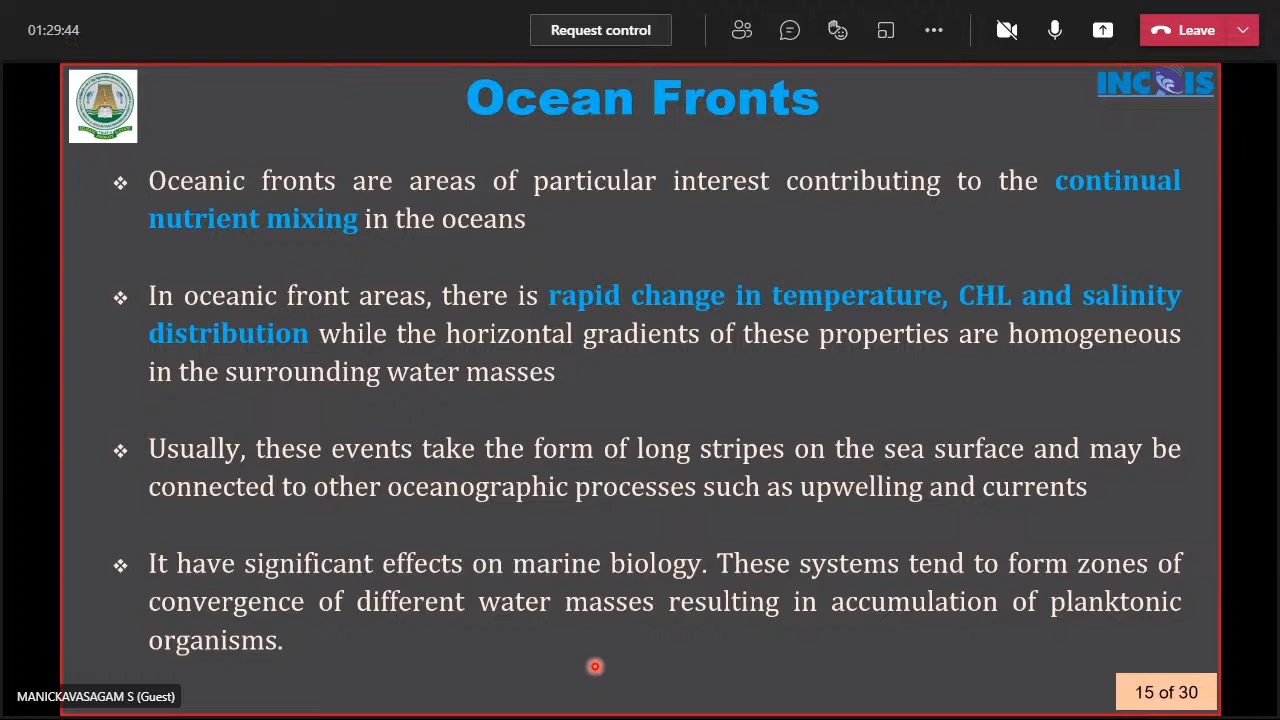 01:29:44
Request control
Leave
INCOIS
Ocean Fronts
❖ Oceanic fronts are areas of particular interest contributing to the continual
nutrient mixing in the oceans
❖ In oceanic front areas, there is rapid change in temperature, CHL and salinity
distribution while the horizontal gradients of these properties are homogeneous
in the surrounding water masses
❖ Usually, these events take the form of long stripes on the sea surface and may be
connected to other oceanographic processes such as upwelling and currents
❖ It have significant effects on marine biology. These systems tend to form zones of
convergence of different water masses resulting in accumulation of planktonic
organisms.
MANICKAVASAGAM S (Guest)
15 of 30